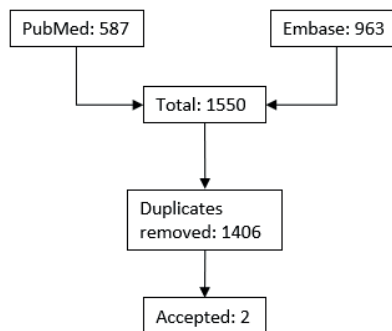 PubMed: 587
Embase: 963
Total: 1550
Duplicates
removed: 1406
Accepted: 2